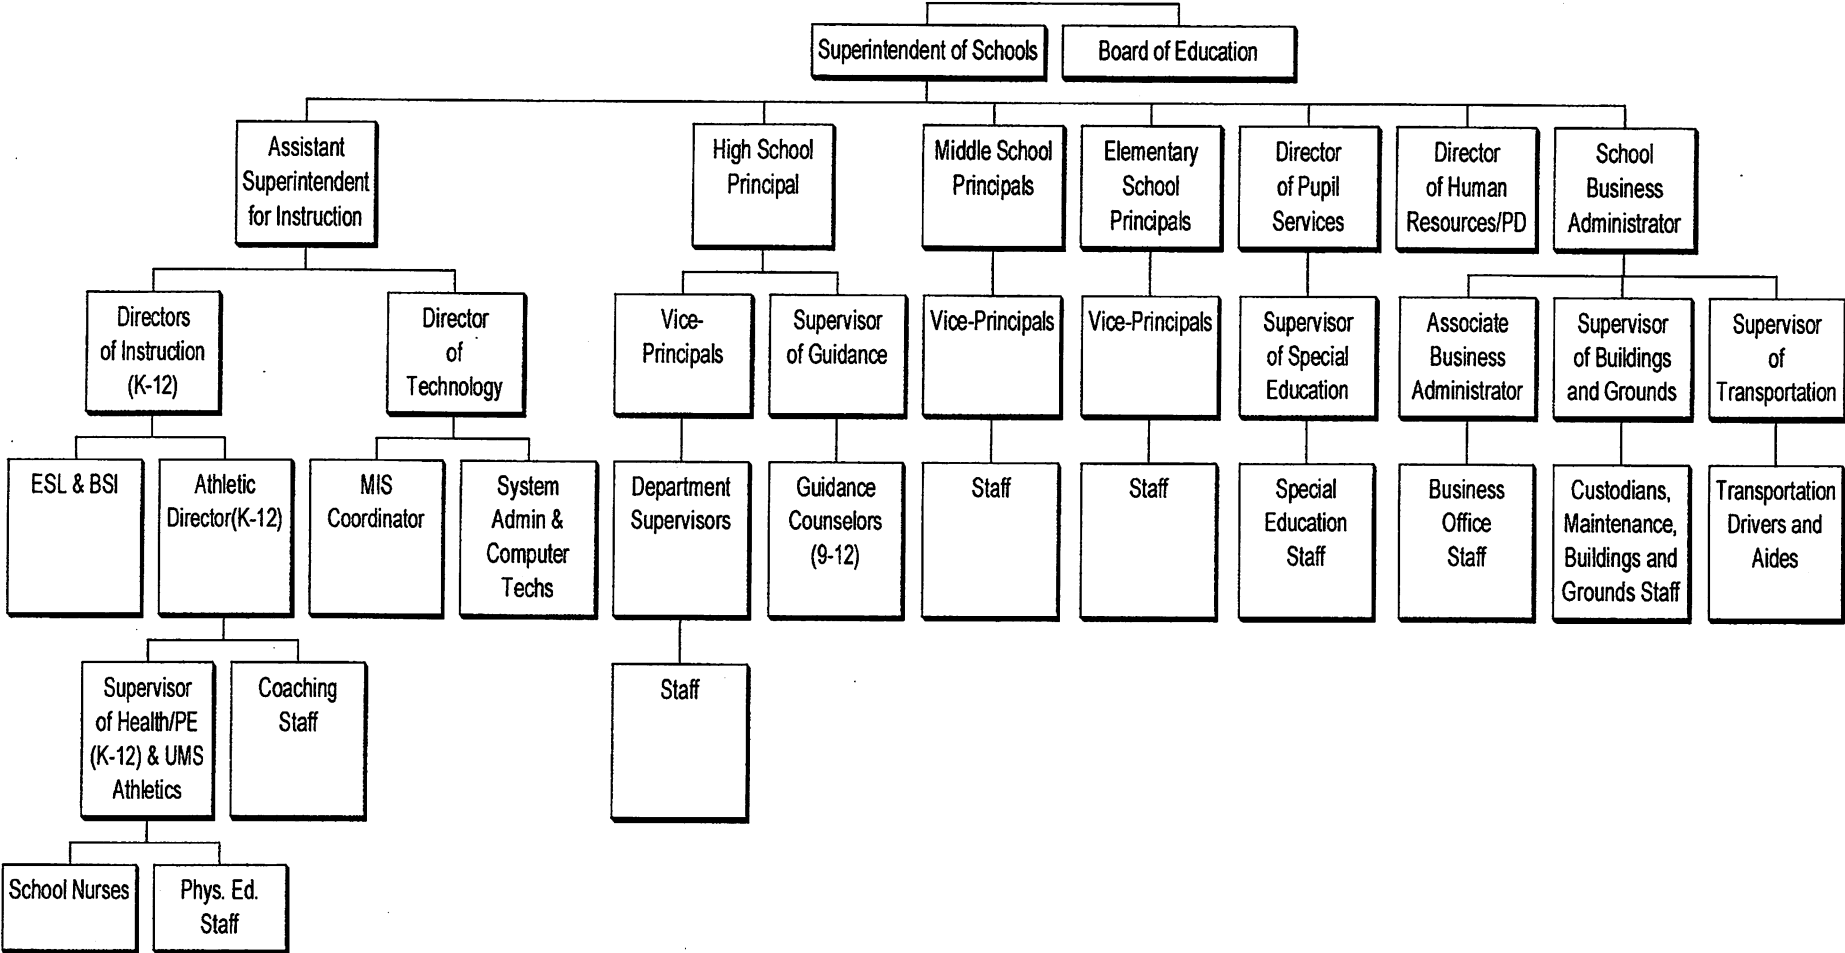 Superintendent of Schools
Board of Education
Assistant
Superintendent
for Instruction
High School
Principal
Middle School
Principals
Elementary
School
Principals
Director
of Pupil
Services
Director
of Human
Resources/PD
School
Business
Administrator
Directors
of Instruction
(K-12)
Director
of
Technology
Vice-
Principals
Supervisor
of Guidance
Vice-Principals
Vice-Principals
Supervisor
of Special
Education
Associate
Business
Administrator
Supervisor
of Buildings
and Grounds
Supervisor
of
Transportation
ESL & BSI
Athletic
Director(K-12)
MIS
Coordinator
System
Admin &
Computer
Techs
Department
Supervisors
Guidance
Counselors
(9-12)
Staff
Staff
Special
Education
Staff
Business
Office
Staff
Custodians,
Maintenance,
Buildings and
Grounds Staff
Transportation
Drivers and
Aides
Supervisor
of Health/PE
(K-12) & UMS
Athletics
Coaching
Staff
Staff
School Nurses
Phys. Ed.
Staff